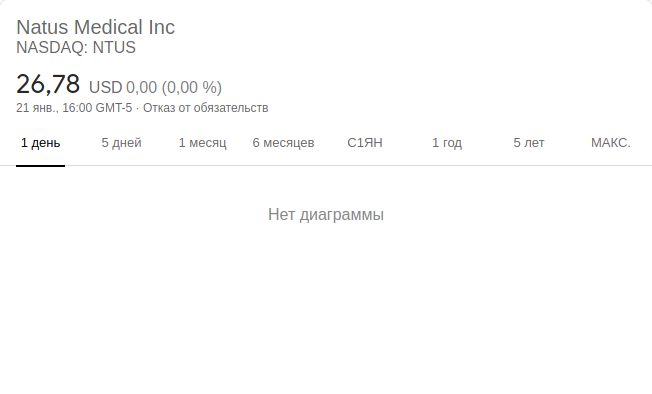 Natus Medical Inc
NASDAQ: NTUS
26,78 USD 0,00 (0,00 %)
21 янв., 16:00 GMT-5 · Отказ от обязательств
1 день 5 дней 1 месяц 6 месяцев С1ЯН 1 год 5 лет МАКС.
Нет диаграммы